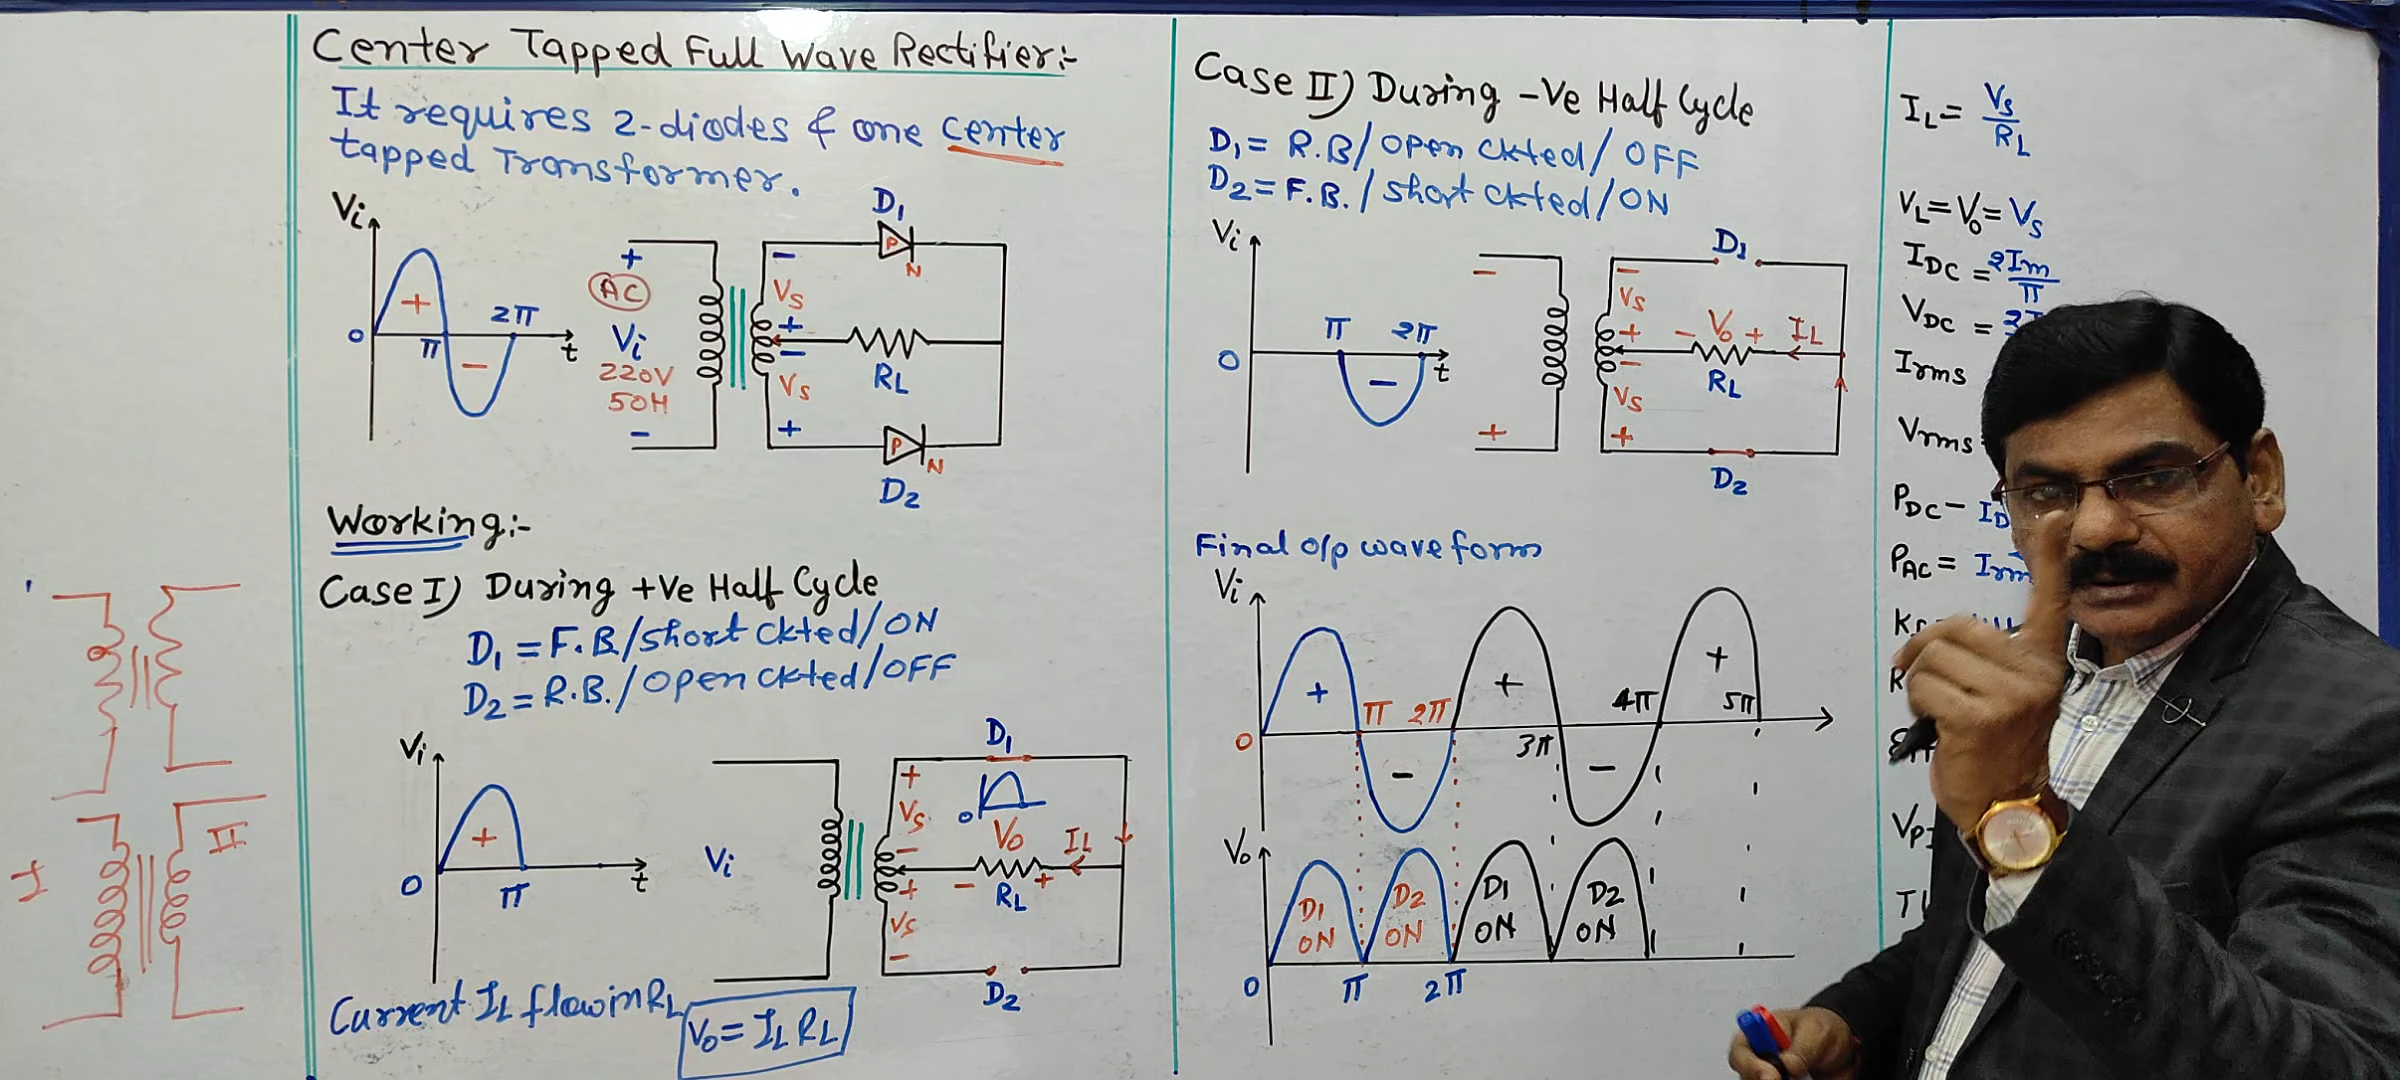 Center Tapped Full Wave Rectifier:-
It requires 2-diodes & one center
tapped Transformer.
Vi
+
-
0
π
2π
t
+
AC
Vi
220V
50H
-
-
Vs
+
-
Vs
+
D1
P
N
RL
P
N
D2
Working:-
Case I) During +Ve Half Cycle
D1 = F.B/short ckted/ON
D2 = R.B./open ckted/OFF
Vi
+
0
π
t
Vi
+
Vs
-
+
Vs
-
D1
0
Vo
IL
-
+
RL
D2
Current IL flow in RL
Vo = IL RL
I
II
Case II) During -Ve Half Cycle
D1 = R.B/open ckted/OFF
D2 = F.B./short ckted/ON
Vi
0
π
2π
-
t
-
+
-
Vs
+
-
Vs
+
D1
- Vo +
IL
RL
D2
Final o/p wave form
Vi
0
+
π
2π
-
+
3π
-
4π
+
5π
Vo
D1
ON
D2
ON
D1
ON
D2
ON
0
π
2π
IL = Vs/RL
VL = Vo = Vs
IDC = 2Im/π
VDC = 2
Irms
Vrms
PDC - ID
PAC = Irm